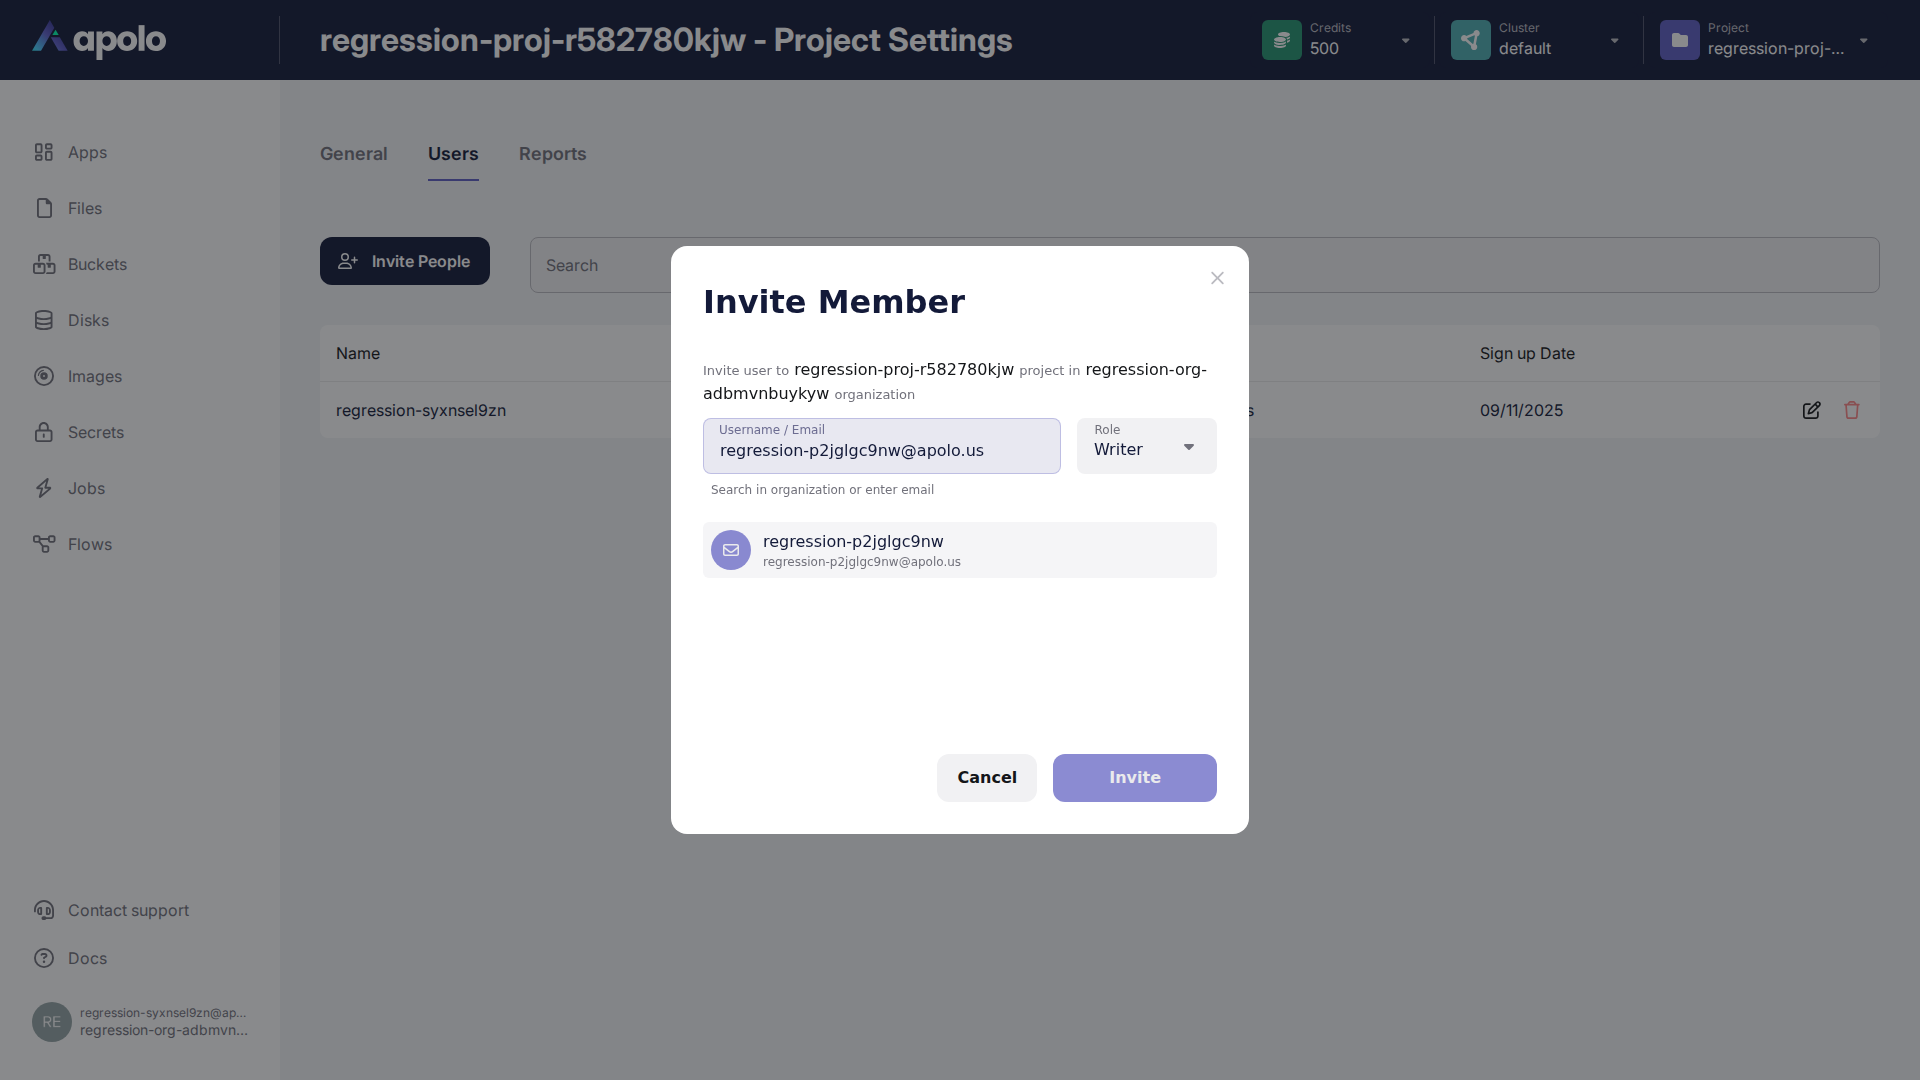 apolo
regression-proj-r582780kjw - Project Settings
Credits
500
Cluster
default
Project
regression-proj-...
Apps
Files
Buckets
Disks
Images
Secrets
Jobs
Flows
Contact support
Docs
RE
regression-syxnsel9zn@ap...
regression-org-adbmvn...
General
Users
Reports
Invite People
Search
Name
Sign up Date
regression-syxnsel9zn
s
09/11/2025
Invite Member
Invite user to regression-proj-r582780kjw project in regression-org-
adbmvnbuykyw organization
Username / Email
regression-p2jglgc9nw@apolo.us
Role
Writer
Search in organization or enter email
regression-p2jglgc9nw
regression-p2jglgc9nw@apolo.us
Cancel
Invite